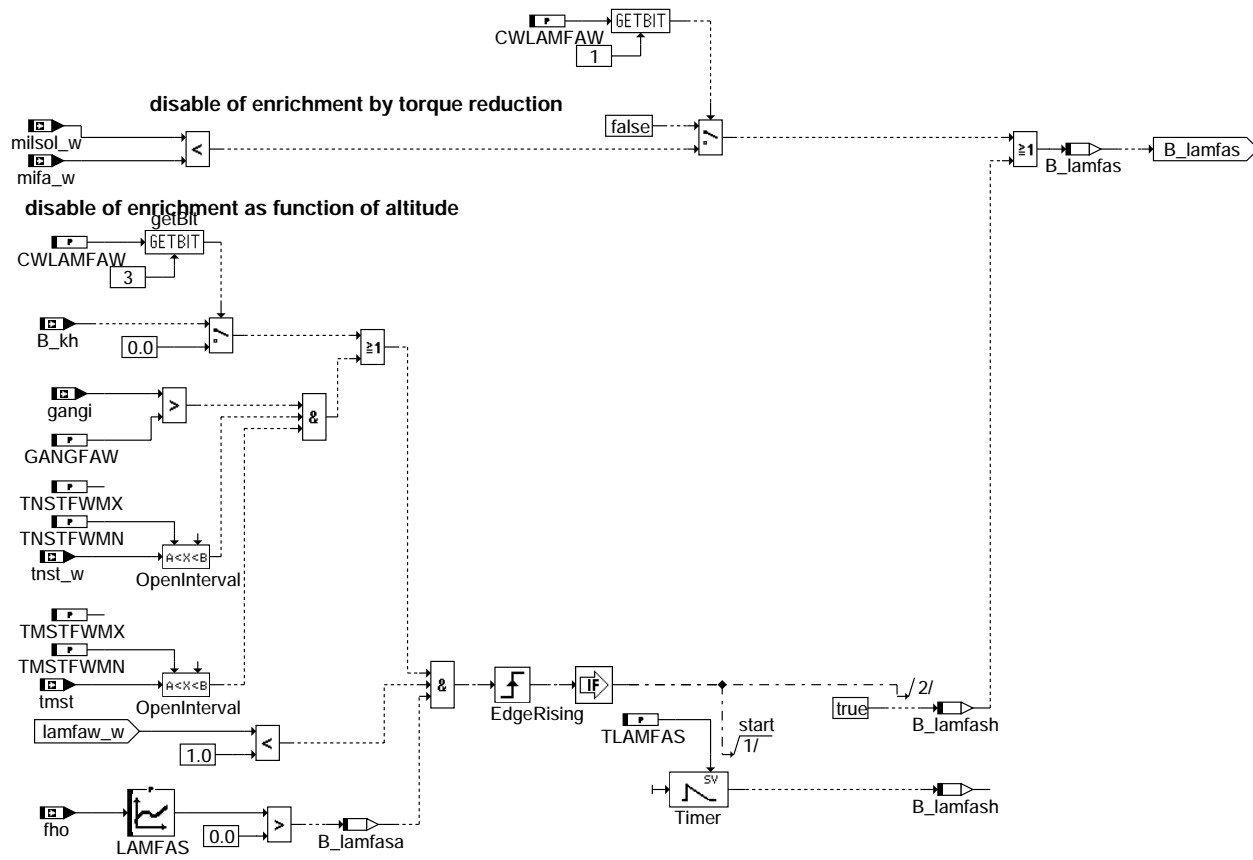 CWLAMFAW
P
GETBIT
1
disable of enrichment by torque reduction
milsol_w
mifa_w
<
false
≥1
B_lamfas
B_lamfas
disable of enrichment as function of altitude
getBit
CWLAMFAW
P
GETBIT
3
B_kh
0.0
≥1
gangi
>
&
P
GANGFAW
P
TNSTFWMX
P
TNSTFWMN
tnst_w
A<X<B
OpenInterval
P
TMSTFWMX
P
TMSTFWMN
tmst
A<X<B
OpenInterval
&
EdgeRising
IF
2/
true
B_lamfash
lamfaw_w
1.0
<
P
TLAMFAS
start
1/
SV
Timer
B_lamfash
fho
P
LAMFAS
0.0
>
B_lamfasa